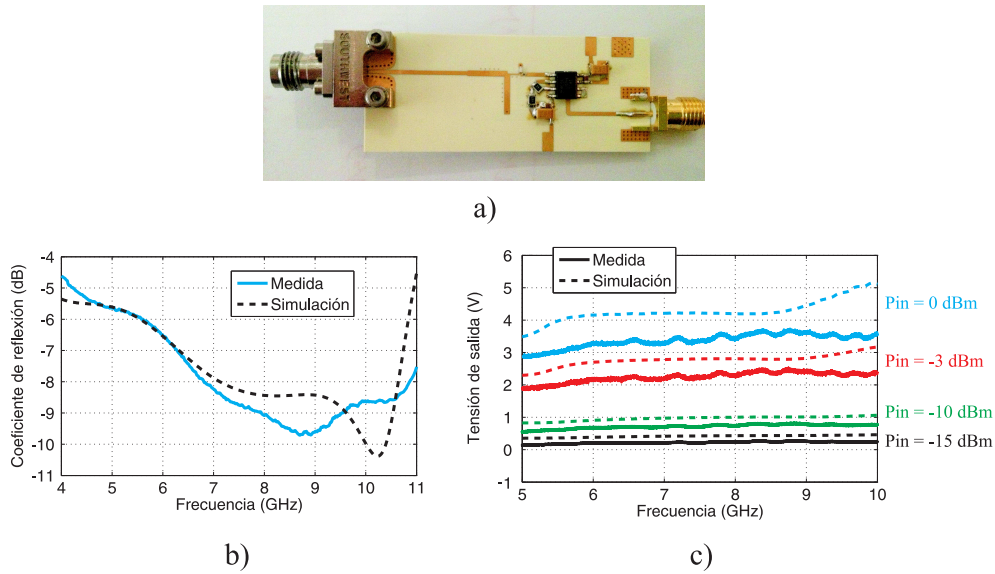 SOUTHWEST
a)
-4
-5
-6
-7
-8
-9
-10
-11
4
5
6
7
8
9
10
11
Coeficiente de reflexión (dB)
Frecuencia (GHz)
Medida
Simulación
b)
6
5
4
3
2
1
0
-1
5
6
7
8
9
10
Tensión de salida (V)
Frecuencia (GHz)
Medida
Simulación
Pin = 0 dBm
Pin = -3 dBm
Pin = -10 dBm
Pin = -15 dBm
c)